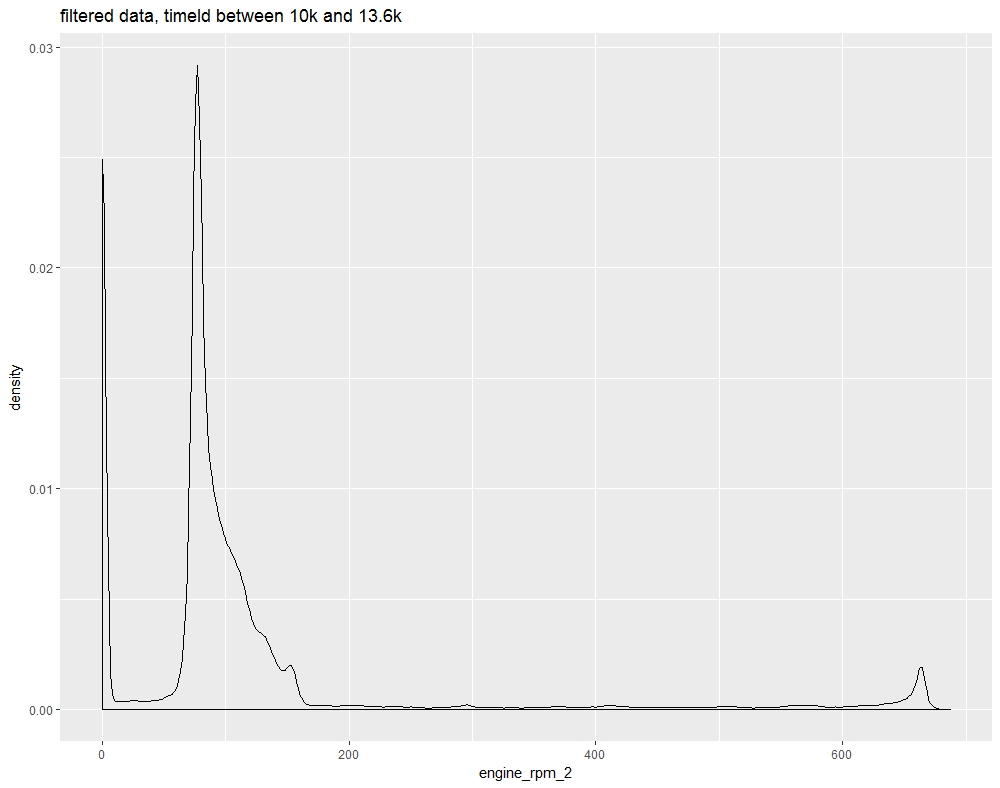 filtered data, timeId between 10k and 13.6k
0.03
0.02
0.01
0.00
density
0
200
400
600
engine_rpm_2